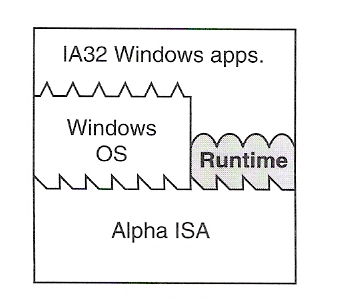 IA32 Windows apps.
Windows
OS
Runtime
Alpha ISA